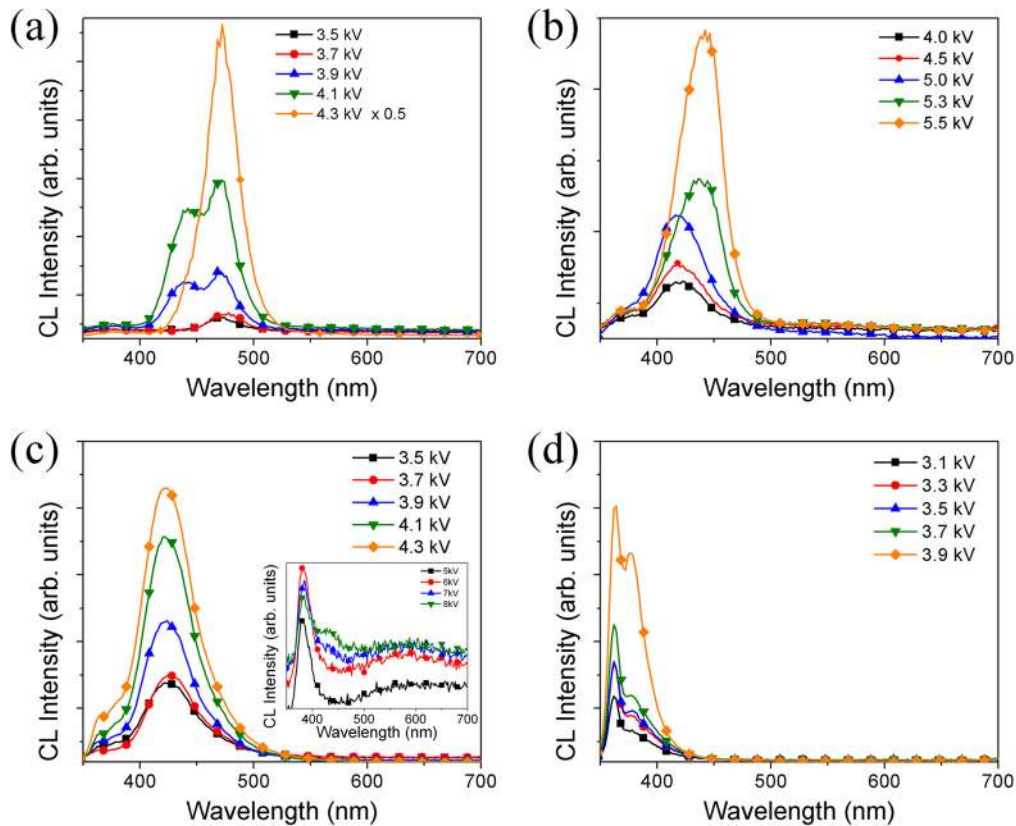 (a)
3.5 kV
3.7 kV
3.9 kV
4.1 kV
4.3 kV x 0.5
CL Intensity (arb. units)
400 500 600 700
Wavelength (nm)
(b)
4.0 kV
4.5 kV
5.0 kV
5.3 kV
5.5 kV
CL Intensity (arb. units)
400 500 600 700
Wavelength (nm)
(c)
3.5 kV
3.7 kV
3.9 kV
4.1 kV
4.3 kV
CL Intensity (arb. units)
400 500 600 700
Wavelength (nm)
5kV
6kV
7kV
8kV
CL Intensity (arb. units)
400 500 600 700
Wavelength (nm)
(d)
3.1 kV
3.3 kV
3.5 kV
3.7 kV
3.9 kV
CL Intensity (arb. units)
400 500 600 700
Wavelength (nm)